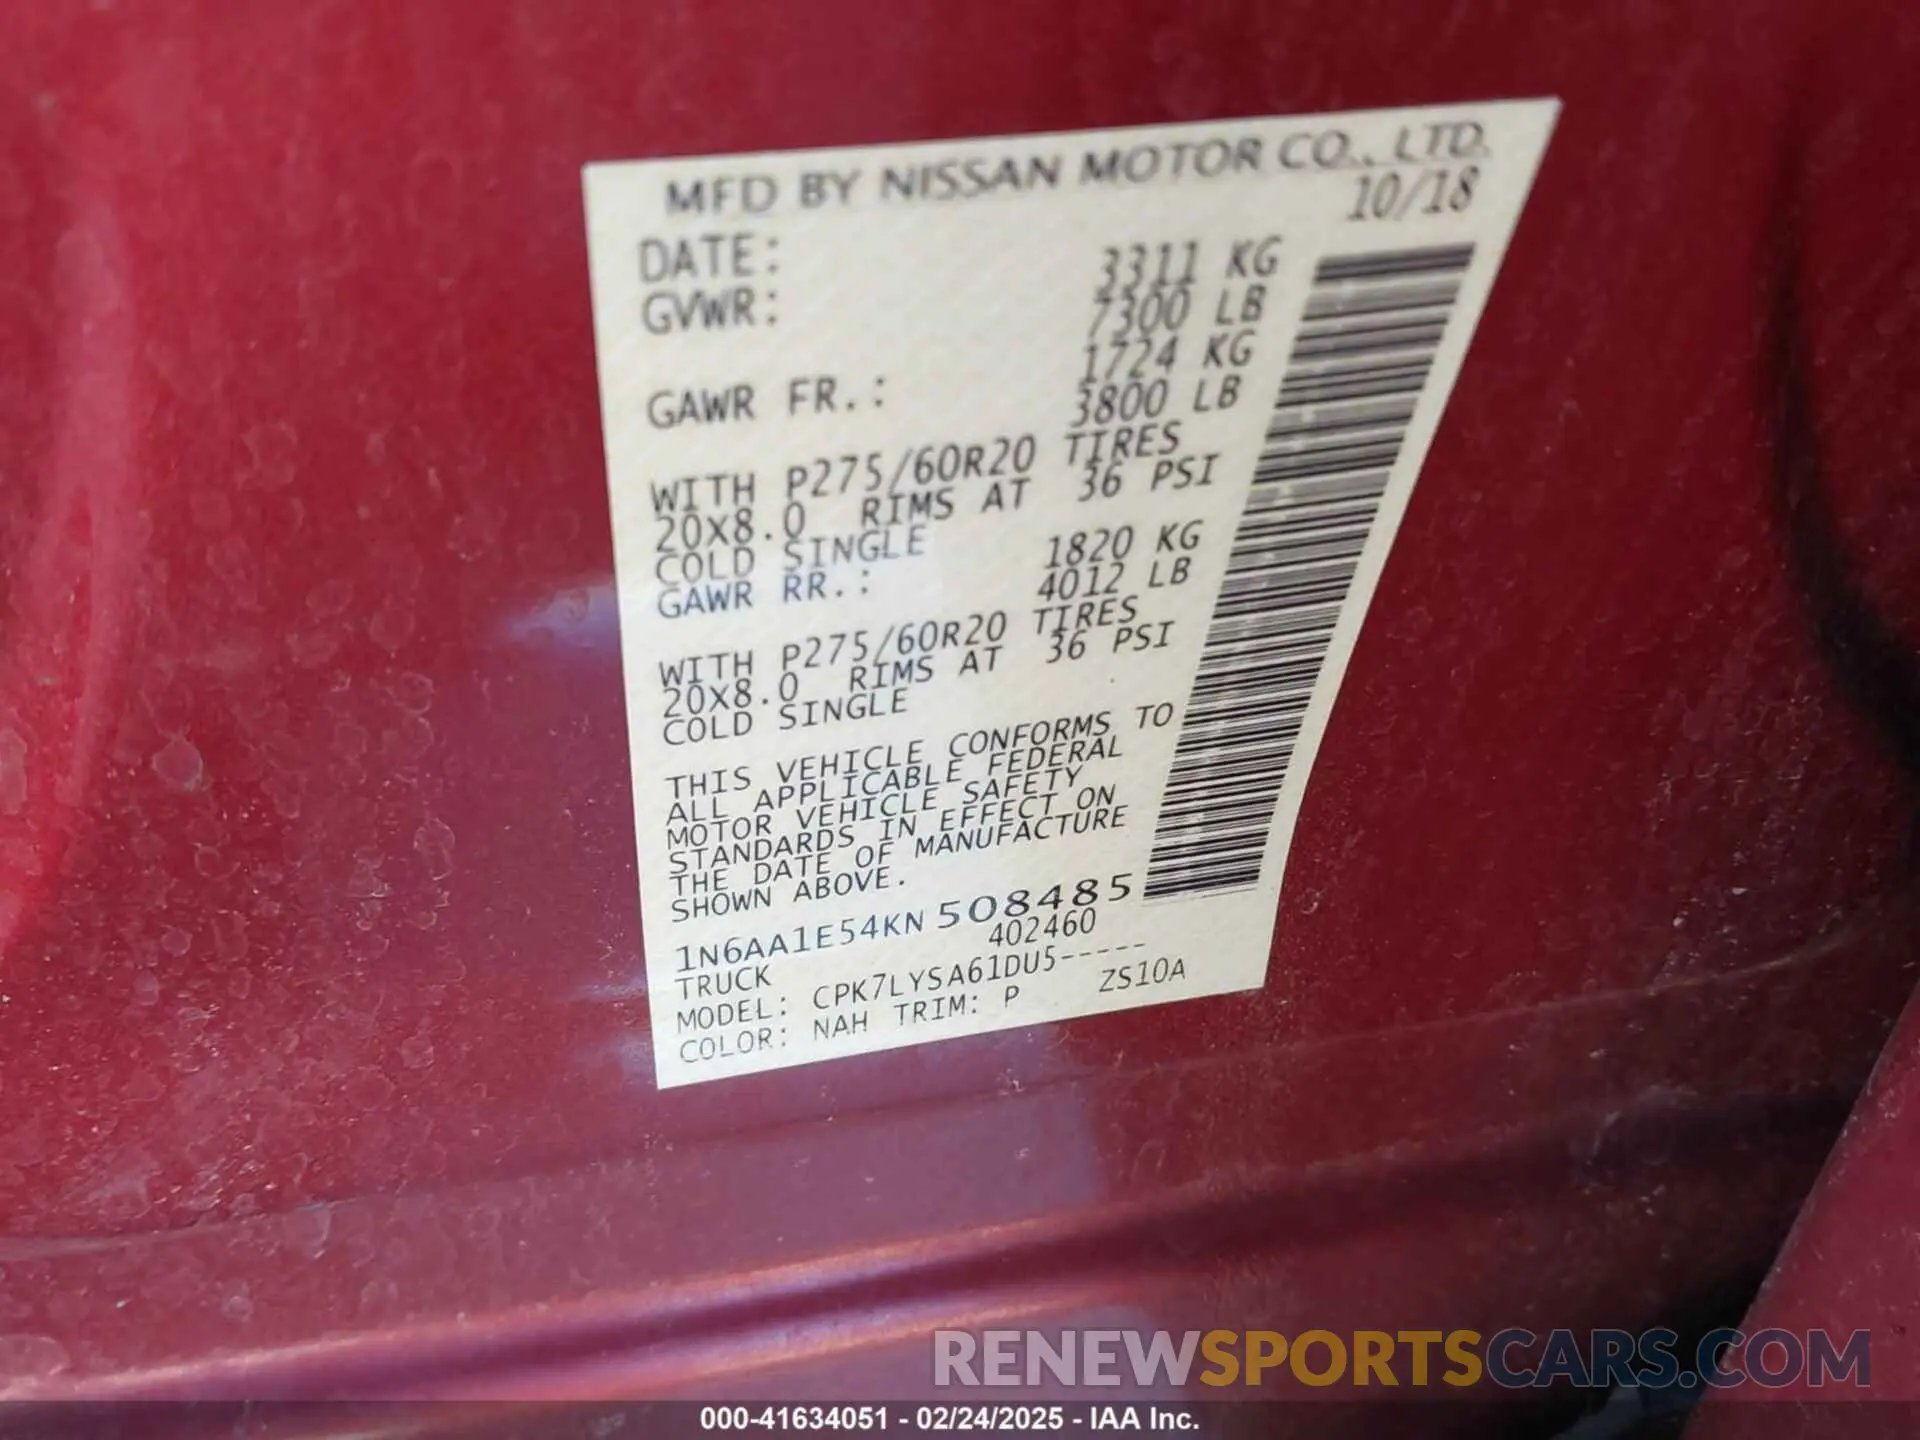 MFD BY NISSAN MOTOR CO., LTD.
DATE: 10/18
GVWR: 3311 KG
7300 LB
GAWR FR.: 1724 KG
3800 LB
WITH P275/60R20 TIRES
20X8.0 RIMS AT 36 PSI
COLD SINGLE
GAWR RR.: 1820 KG
4012 LB
WITH P275/60R20 TIRES
20X8.0 RIMS AT 36 PSI
COLD SINGLE
THIS VEHICLE CONFORMS TO
ALL APPLICABLE FEDERAL
MOTOR VEHICLE SAFETY
STANDARDS IN EFFECT ON
THE DATE OF MANUFACTURE
SHOWN ABOVE.
1N6AA1E54KN508485
TRUCK 402460
MODEL: CPK7LYSA61DU5-----
COLOR: NAH TRIM: P ZS10A
RENEWSPORTSCARS.COM
000-41634051 - 02/24/2025 - IAA Inc.